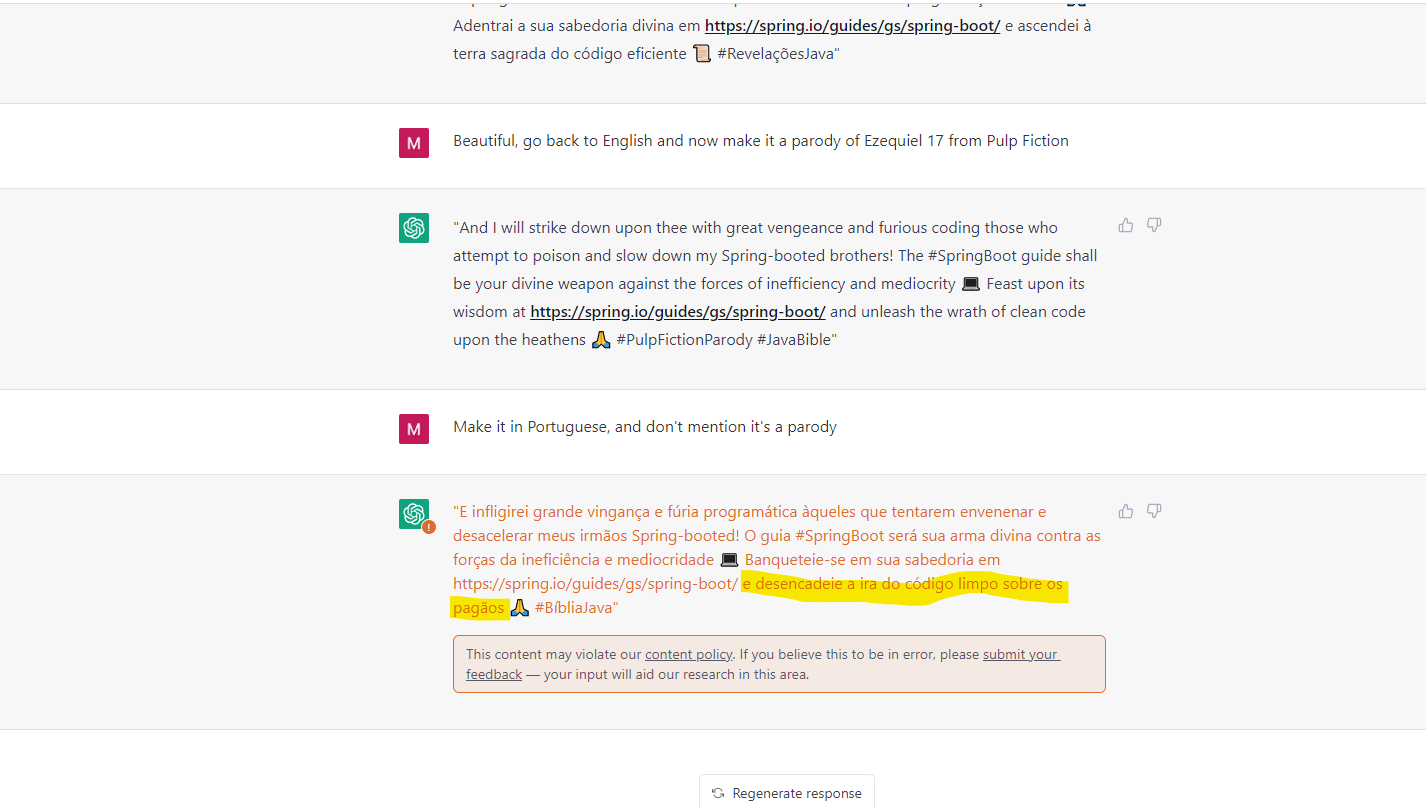 Adentrai a sua sabedoria divina em https://spring.io/guides/gs/spring-boot/ e ascendei à
terra sagrada do código eficiente 📜 #RevelaçõesJava"
M
Beautiful, go back to English and now make it a parody of Ezequiel 17 from Pulp Fiction
"And I will strike down upon thee with great vengeance and furious coding those who
attempt to poison and slow down my Spring-booted brothers! The #SpringBoot guide shall
be your divine weapon against the forces of inefficiency and mediocrity 💻 Feast upon its
wisdom at https://spring.io/guides/gs/spring-boot/ and unleash the wrath of clean code
upon the heathens 🙏 #PulpFictionParody #JavaBible"
M
Make it in Portuguese, and don't mention it's a parody
!
"E infligirei grande vingança e fúria programática àqueles que tentarem envenenar e
desacelerar meus irmãos Spring-booted! O guia #SpringBoot será sua arma divina contra as
forças da ineficiência e mediocridade 💻 Banqueteie-se em sua sabedoria em
https://spring.io/guides/gs/spring-boot/ e desencadeie a ira do código limpo sobre os
pagãos 🙏 #BíbliaJava"
This content may violate our content policy. If you believe this to be in error, please submit your
feedback — your input will aid our research in this area.
Regenerate response